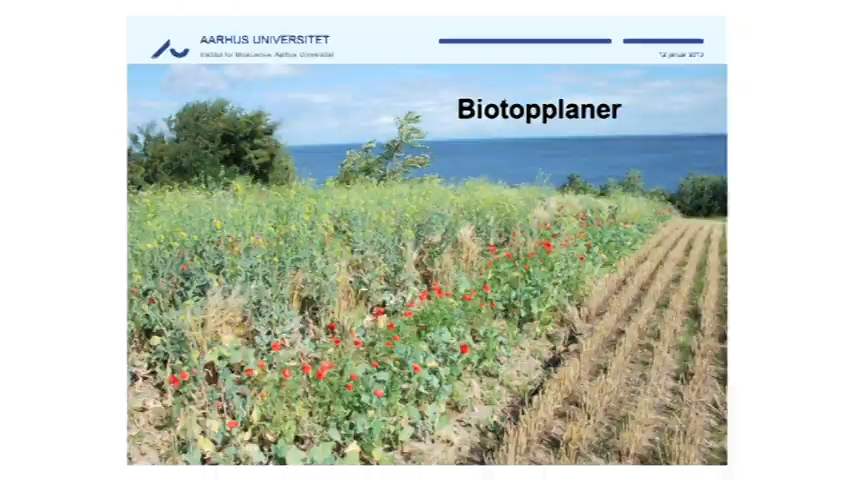 AARHUS UNIVERSITET
Institut for Bioscience, Aarhus Universitet
Biotopplaner